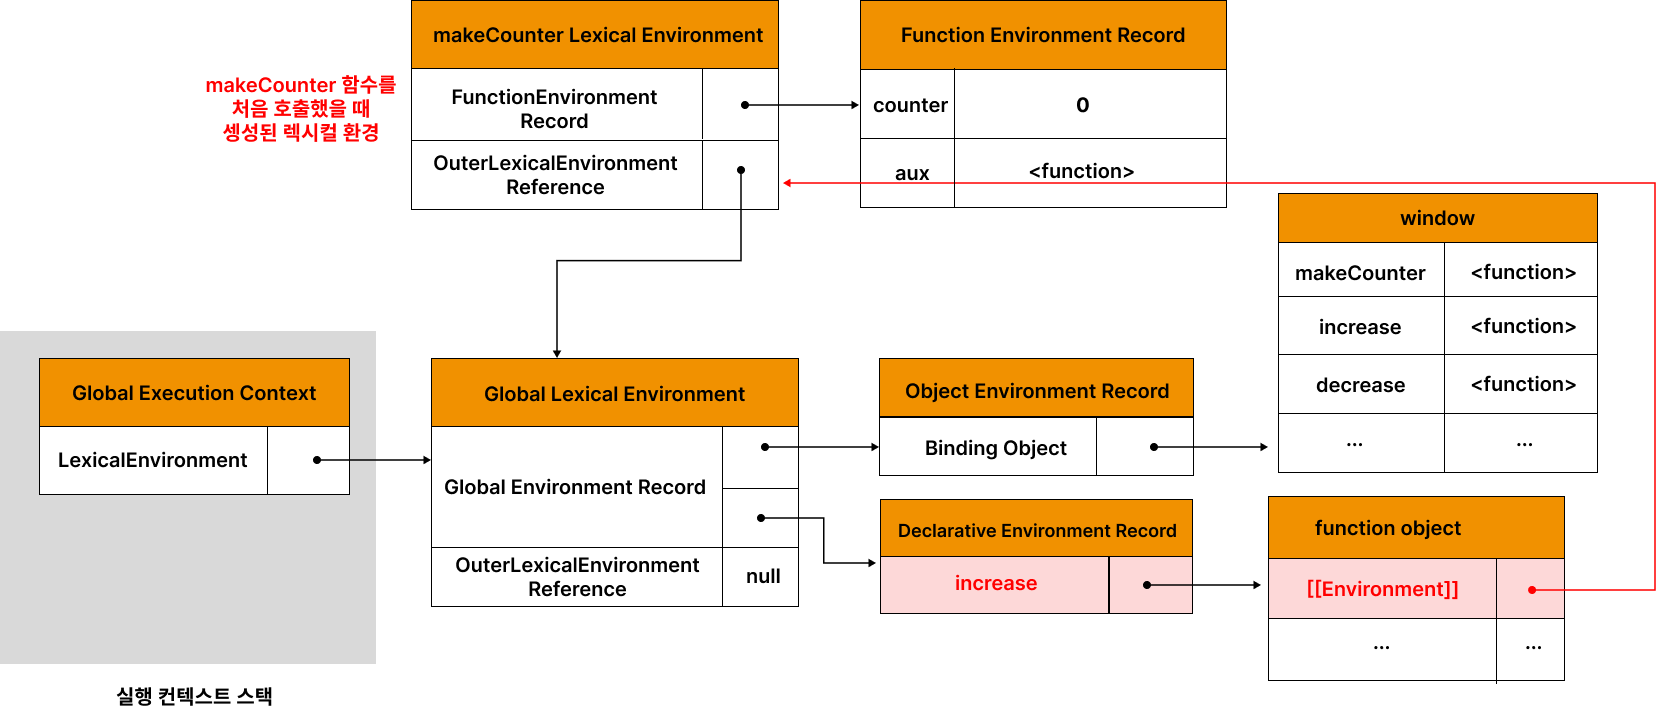 makeCounter Lexical Environment
FunctionEnvironment
Record
OuterLexicalEnvironment
Reference
Function Environment Record
counter
0
aux
<function>
makeCounter 함수를
처음 호출했을 때
셍성된 렉시컬 환경
window
makeCounter
<function>
increase
<function>
decrease
<function>
...
...
Global Execution Context
LexicalEnvironment
Global Lexical Environment
Global Environment Record
OuterLexicalEnvironment
Reference
null
Object Environment Record
Binding Object
Declarative Environment Record
increase
function object
[[Environment]]
...
...
실행 컨텍스트 스택